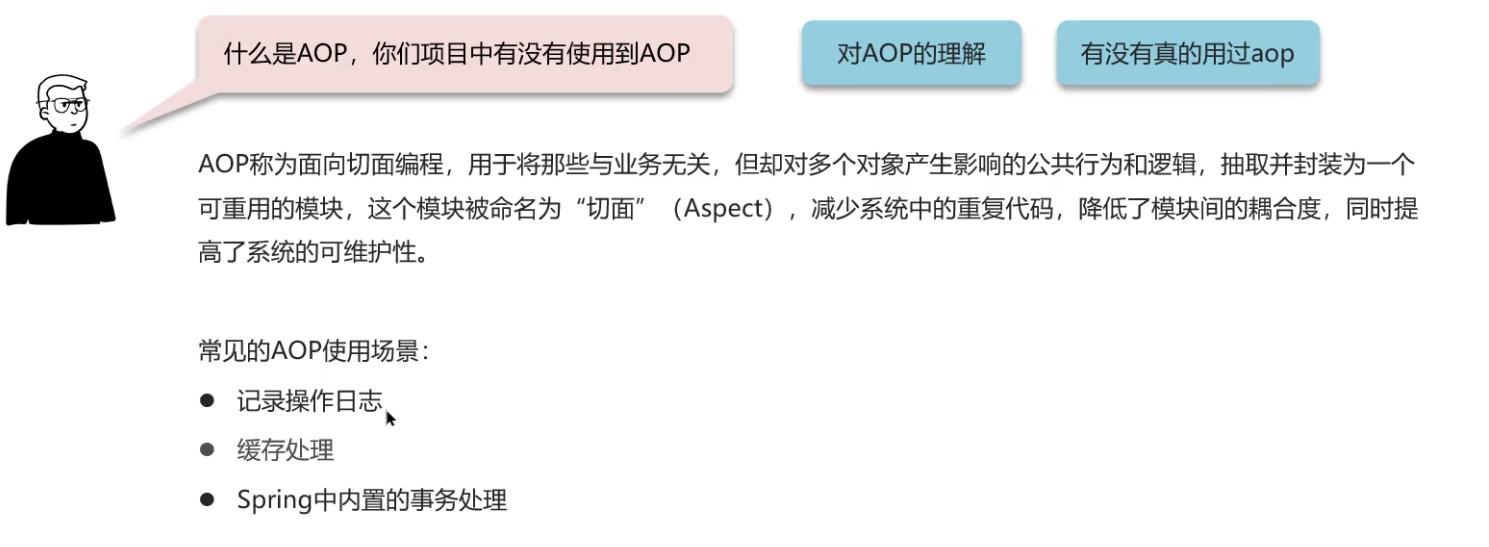 什么是AOP，你们项目中有没有使用到AOP
对AOP的理解
有没有真的用过aop
AOP称为面向切面编程，用于将那些与业务无关，但却对多个对象产生影响的公共行为和逻辑，抽取并封装为一个
可重用的模块，这个模块被命名为“切面”（Aspect），减少系统中的重复代码，降低了模块间的耦合度，同时提
高了系统的可维护性。
常见的AOP使用场景：
● 记录操作日志
● 缓存处理
● Spring中内置的事务处理